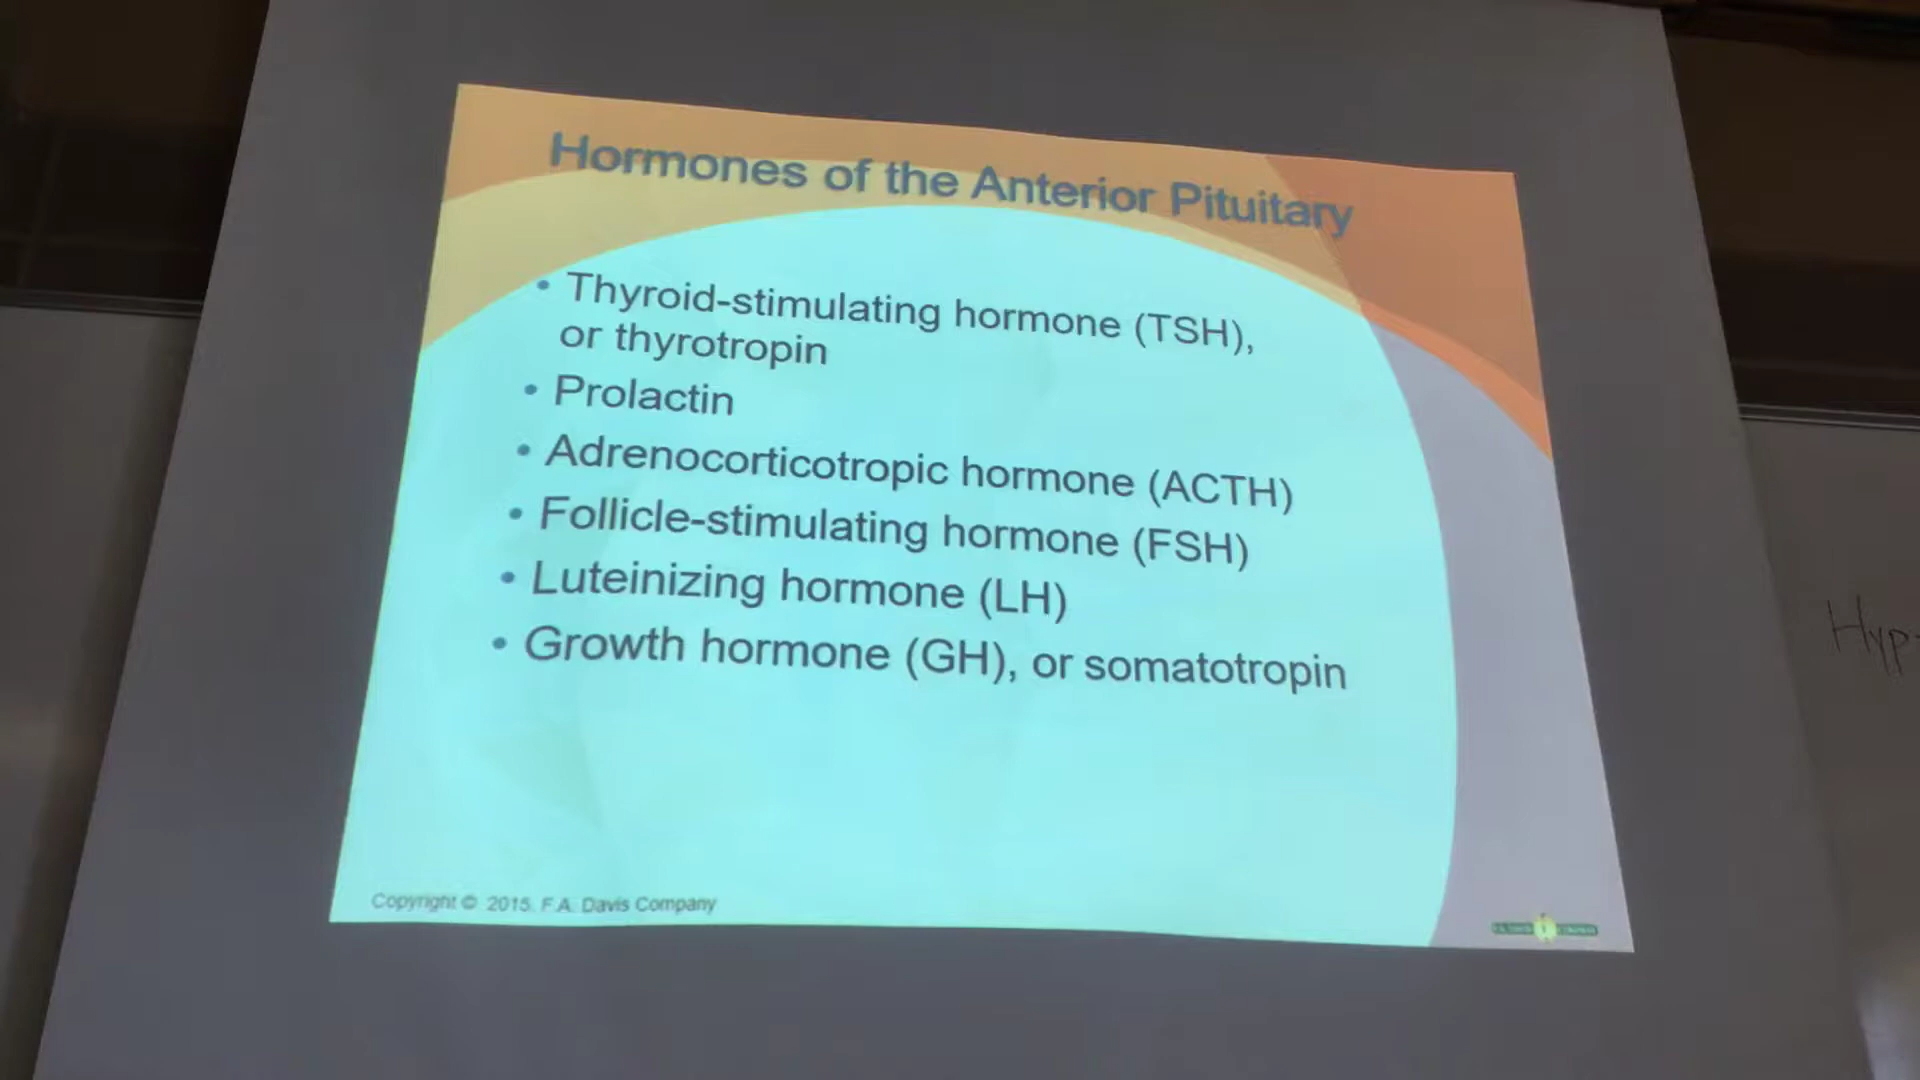 Hormones of the Anterior Pituitary
• Thyroid-stimulating hormone (TSH),
or thyrotropin
• Prolactin
• Adrenocorticotropic hormone (ACTH)
• Follicle-stimulating hormone (FSH)
• Luteinizing hormone (LH)
• Growth hormone (GH), or somatotropin
Copyright © 2015. F.A. Davis Company
Hyp